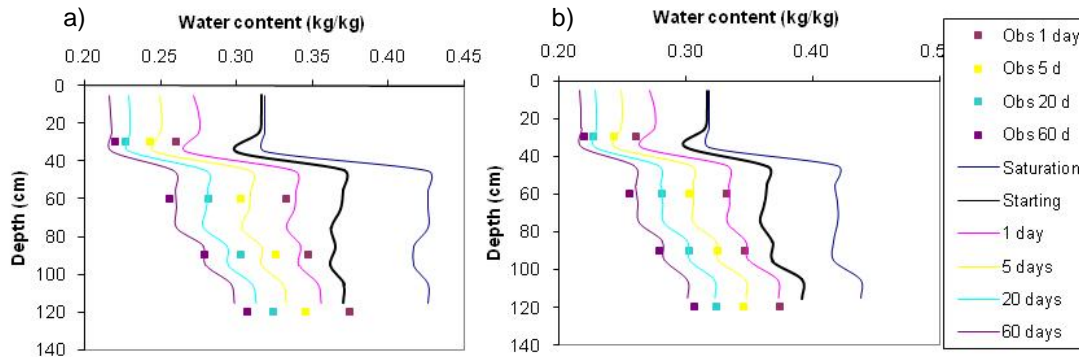 a)
Water content (kg/kg)
0.20 0.25 0.30 0.35 0.40 0.45
Depth (cm)
0
20
40
60
80
100
120
140
b)
Water content (kg/kg)
0.20 0.30 0.40 0.5
Depth (cm)
0
20
40
60
80
100
120
140
Obs 1 day
Obs 5 d
Obs 20 d
Obs 60 d
Saturation
Starting
1 day
5 days
20 days
60 days